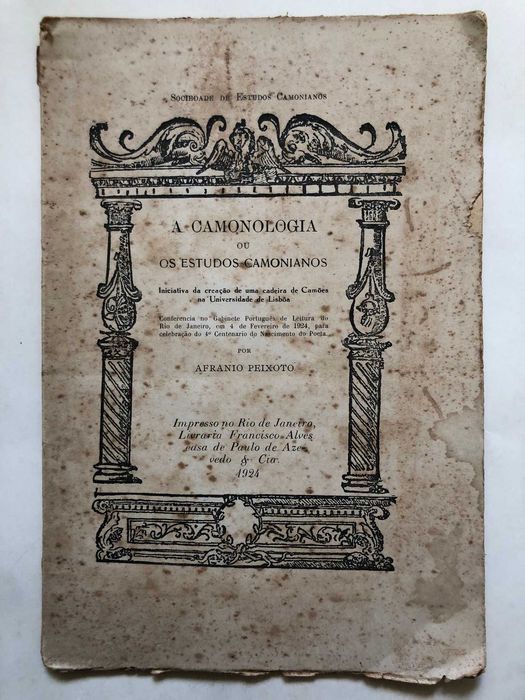 Sociedade de Estudos Camonianos
A CAMONOLOGIA
OU
OS ESTUDOS CAMONIANOS
Iniciativa da creação de uma cadeira de Camões
na Universidade de Lisbôa
Conferencia no Gabinete Português de Leitura do
Rio de Janeiro, em 4 de Fevereiro de 1924, para
celebração do 4º Centenario do Nascimento do Poeta
POR
AFRANIO PEIXOTO
Impresso no Rio de Janeiro,
Livraria Francisco Alves
casa de Paulo de Aze-
vedo & Cia.
1924